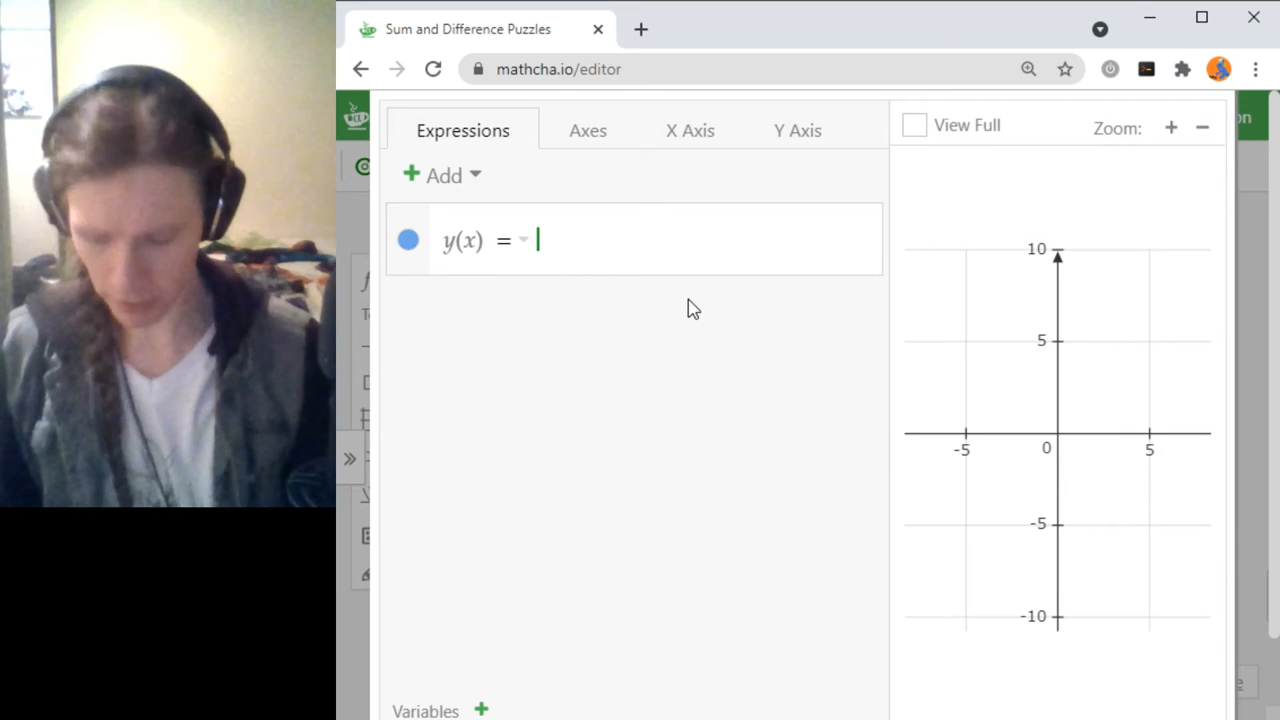 Sum and Difference Puzzles
mathcha.io/editor
on
Expressions
Axes
X Axis
Y Axis
View Full
Zoom: + −
+ Add
y(x) =
10
5
-5
0
5
-5
-10
Variables +